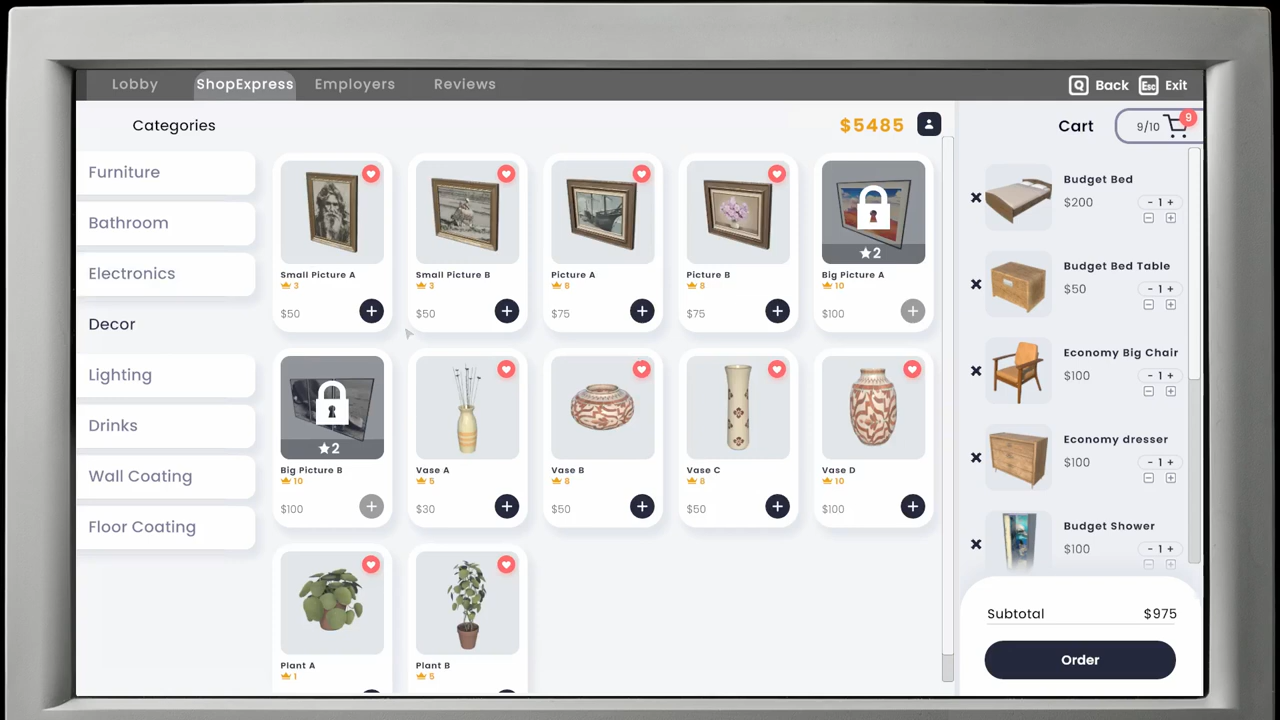 Lobby
ShopExpress
Employers
Reviews
Q Back
Esc Exit
Categories
$5485
Cart
9/10
9
Furniture
Bathroom
Electronics
Decor
Lighting
Drinks
Wall Coating
Floor Coating
Small Picture A
3
$50
Small Picture B
3
$50
Picture A
8
$75
Picture B
8
$75
2
Big Picture A
10
$100
2
Big Picture B
10
$100
Vase A
5
$30
Vase B
8
$50
Vase C
8
$50
Vase D
10
$100
Plant A
1
Plant B
5
Budget Bed
$200
- 1 +
Budget Bed Table
$50
- 1 +
Economy Big Chair
$100
- 1 +
Economy dresser
$100
- 1 +
Budget Shower
$100
- 1 +
Subtotal
$975
Order